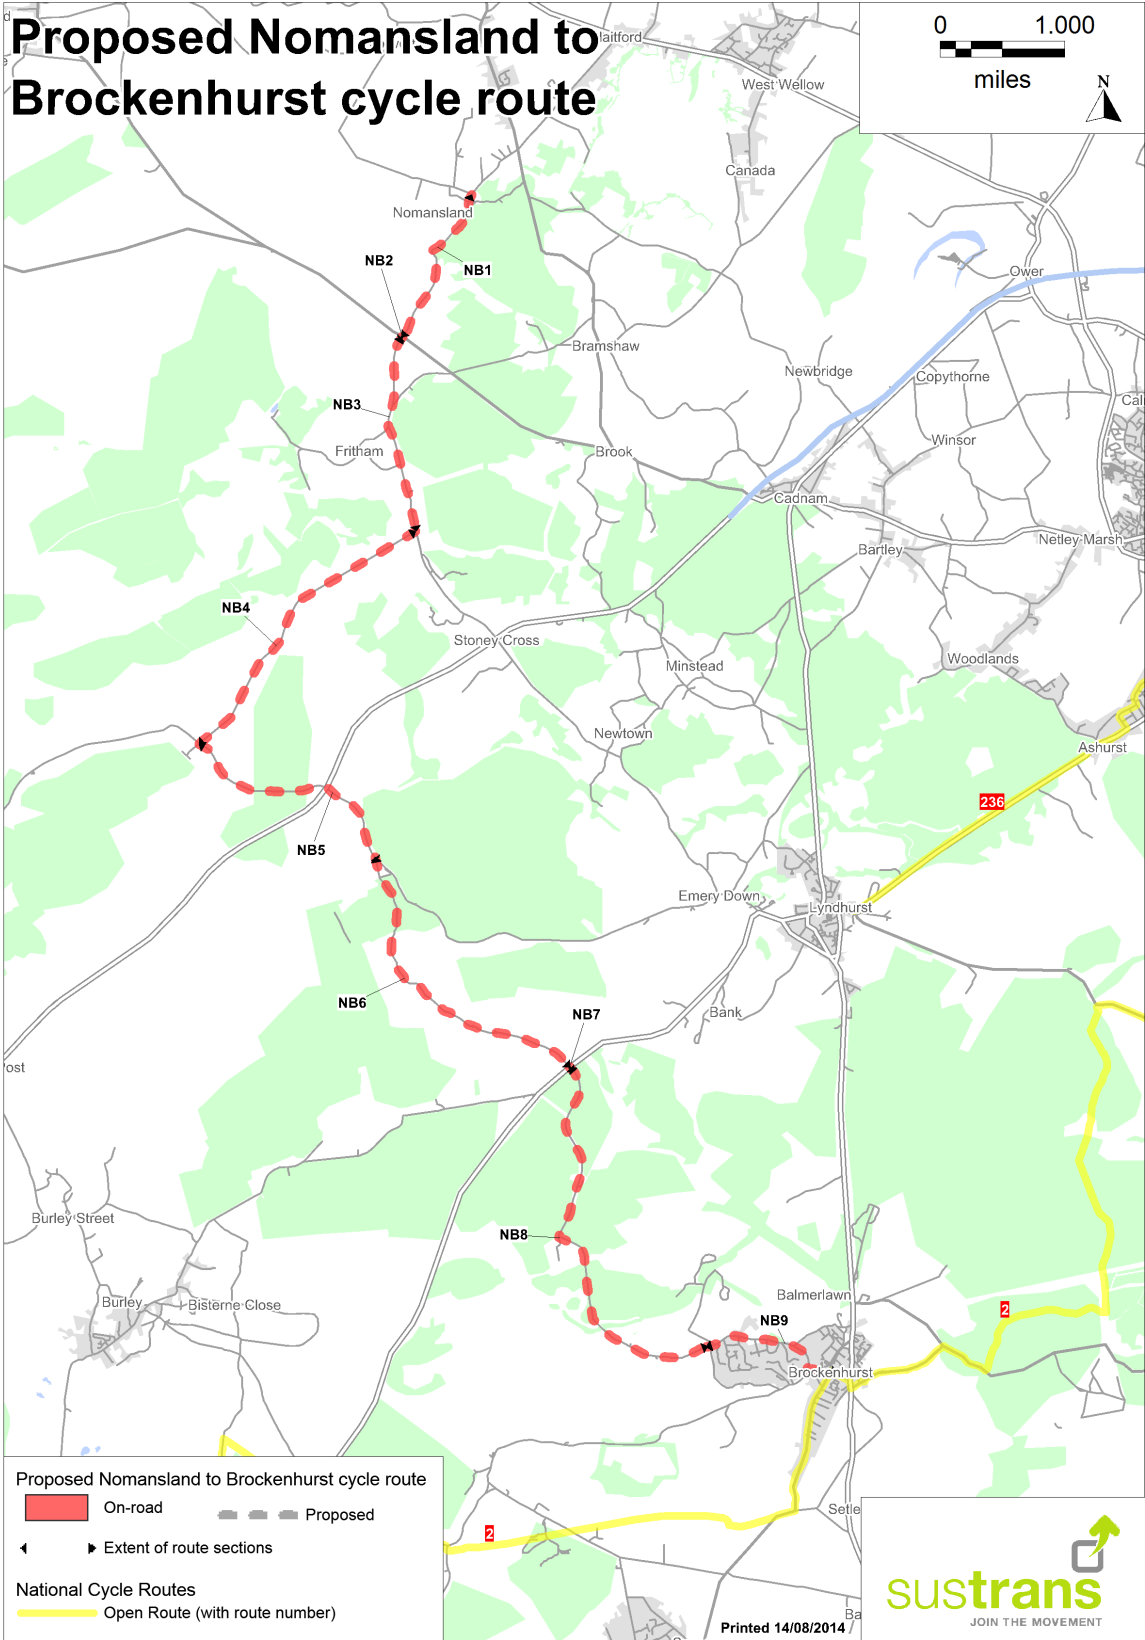 Proposed Nomansland to
Brockenhurst cycle route
0 1.000
miles
N
West Wellow
Canada
Nomansland
NB1
NB2
Ower
Bramshaw
Newbridge
Copythorne
NB3
Fritham
Brook
Winsor
Cadnam
Bartley
Netley Marsh
NB4
Stoney Cross
Minstead
Woodlands
Newtown
Ashurst
236
NB5
Emery Down
Lyndhurst
NB6
NB7
Bank
Burley Street
NB8
Burley
Bisterne Close
Balmerlawn
2
NB9
Brockenhurst
Proposed Nomansland to Brockenhurst cycle route
On-road
Proposed
Extent of route sections
National Cycle Routes
Open Route (with route number)
2
Setle
Ba
Printed 14/08/2014
sustrans
JOIN THE MOVEMENT